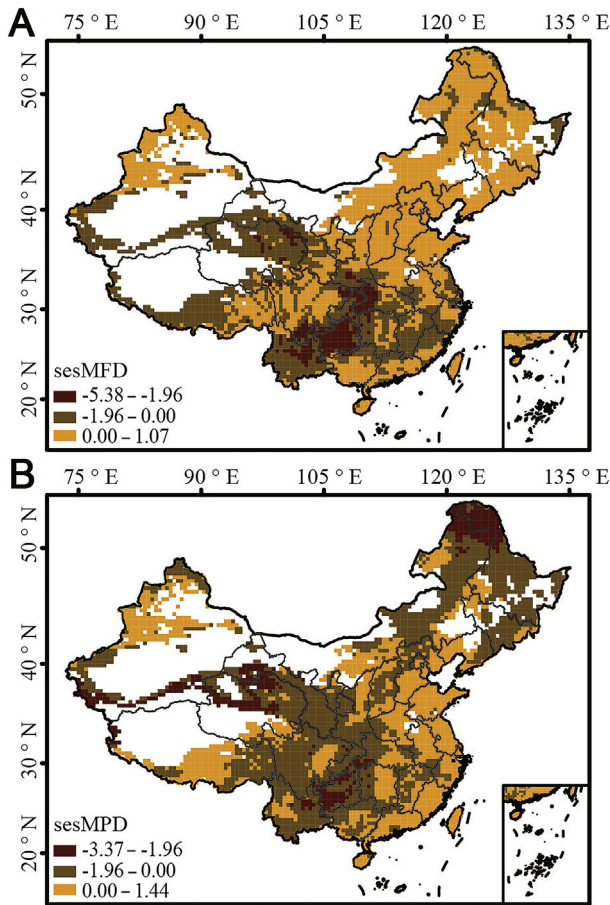 A
75 ° E 90 ° E 105 ° E 120 ° E 135 ° E
50 ° N
40 ° N
30 ° N
20 ° N
sesMFD
-5.38 – -1.96
-1.96 – 0.00
0.00 – 1.07
B
75 ° E 90 ° E 105 ° E 120 ° E 135 ° E
50 ° N
40 ° N
30 ° N
20 ° N
sesMPD
-3.37 – -1.96
-1.96 – 0.00
0.00 – 1.44